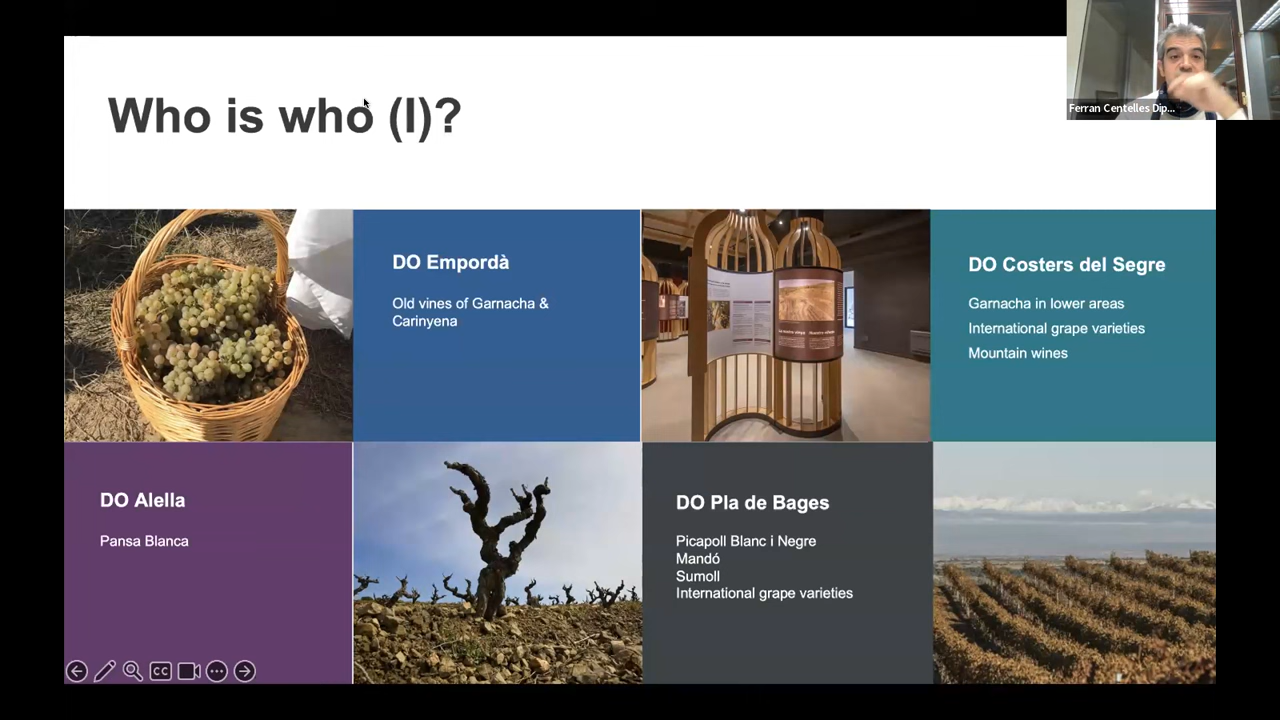 Who is who (I)?
Ferran Centelles Dip...
DO Empordà
Old vines of Garnacha &
Carinyena
DO Costers del Segre
Garnacha in lower areas
International grape varieties
Mountain wines
DO Alella
Pansa Blanca
DO Pla de Bages
Picapoll Blanc i Negre
Mandó
Sumoll
International grape varieties
CC